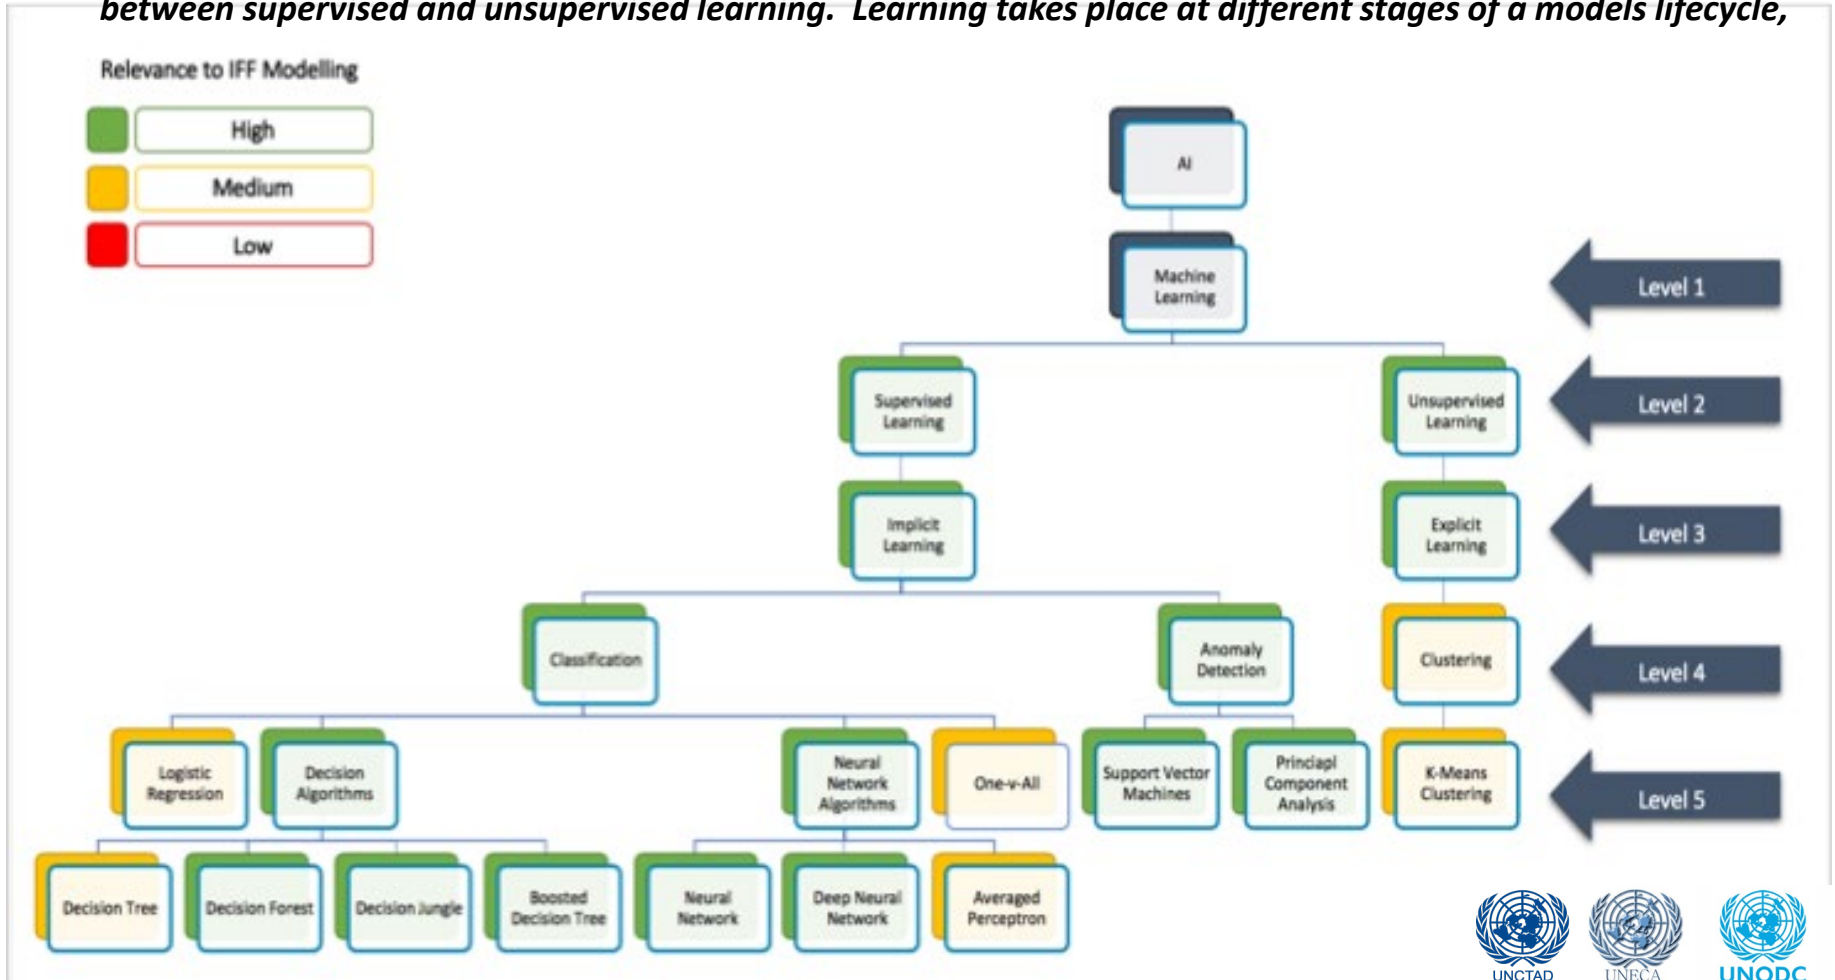 between supervised and unsupervised learning. Learning takes place at different stages of a models lifecycle,
Relevance to IFF Modelling
High
Medium
Low
AI
Machine
Learning
Level 1
Supervised
Learning
Unsupervised
Learning
Level 2
Implicit
Learning
Explicit
Learning
Level 3
Classification
Anomaly
Detection
Clustering
Level 4
Logistic
Regression
Decision
Algorithms
Neural
Network
Algorithms
One-v-All
Support Vector
Machines
Princiapl
Component
Analysis
K-Means
Clustering
Level 5
Decision Tree
Decision Forest
Decision Jungle
Boosted
Decision Tree
Neural
Network
Deep Neural
Network
Averaged
Perceptron
UNCTAD
UNECA
UNODC